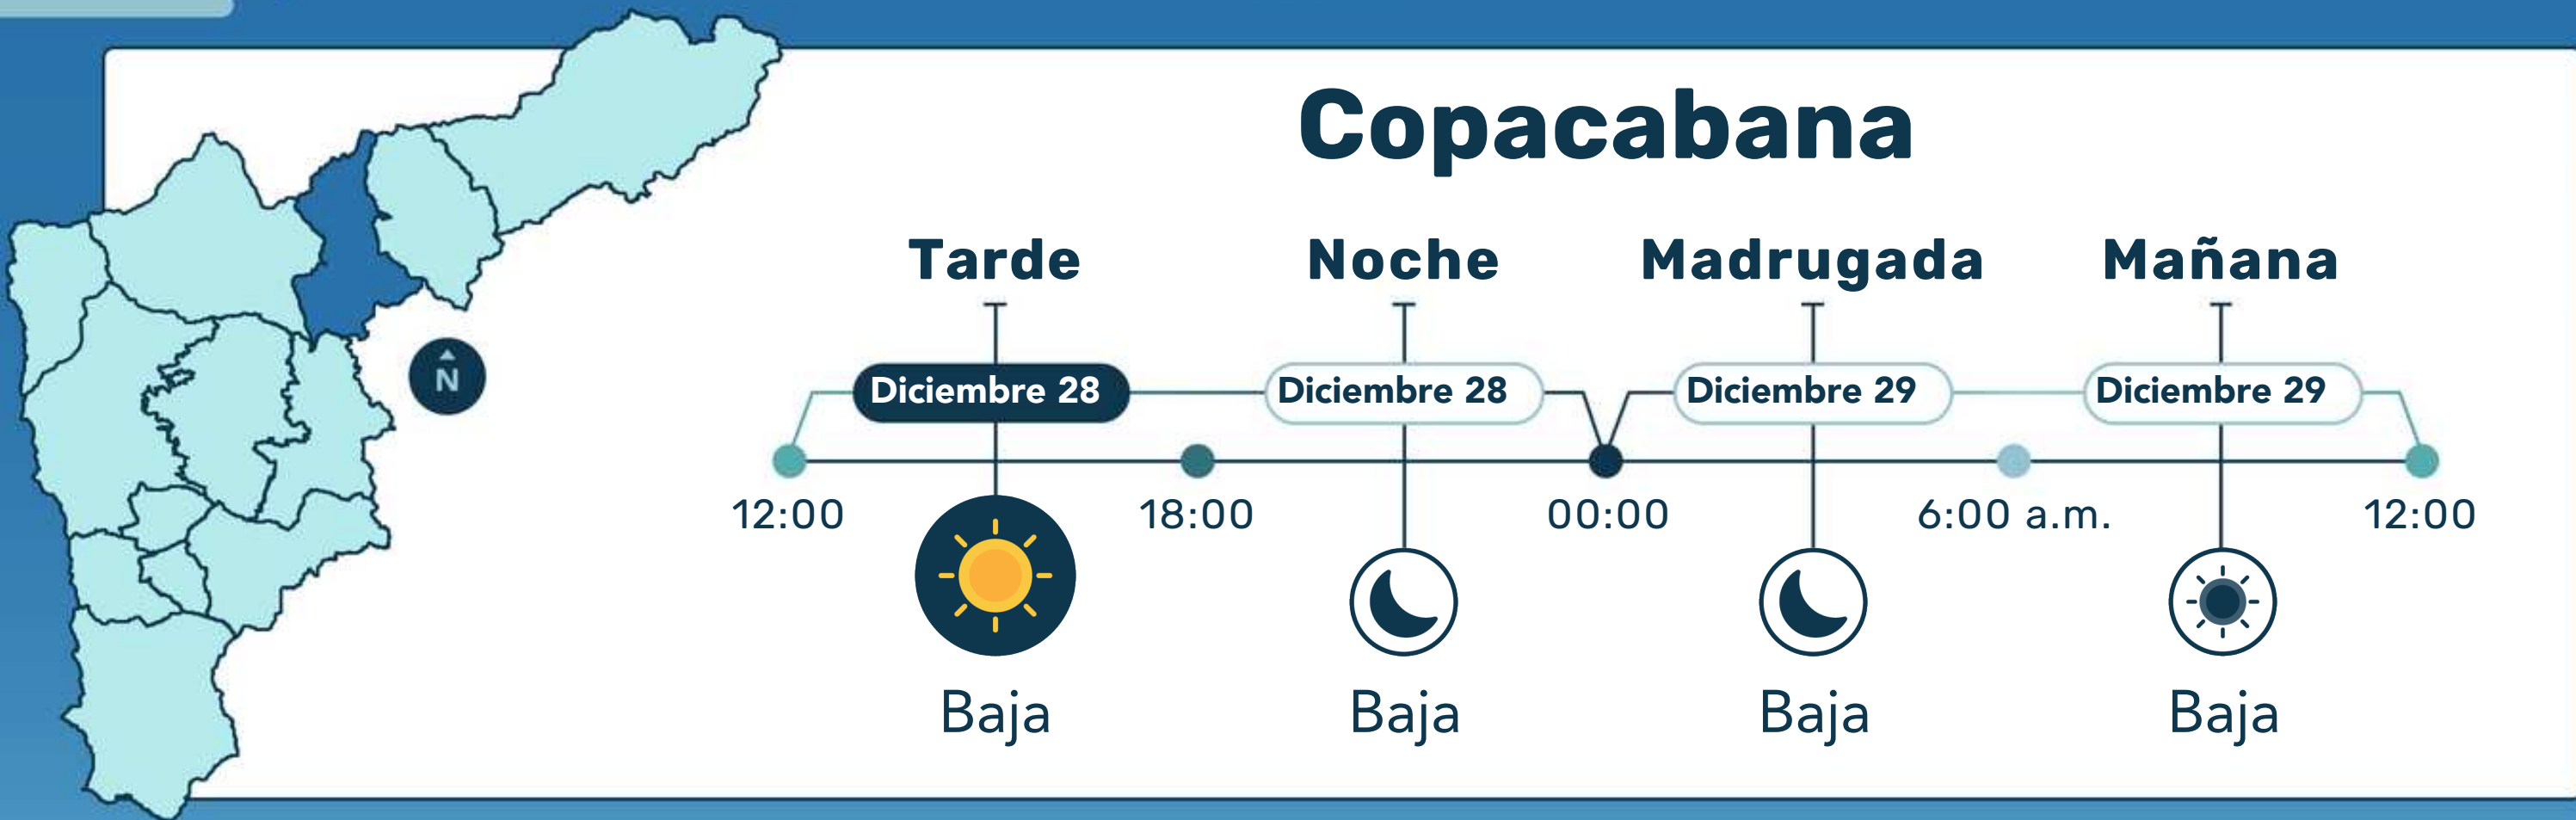 Copacabana
Tarde Noche Madrugada Mañana
N
Diciembre 28 Diciembre 28 Diciembre 29 Diciembre 29
12:00 18:00 00:00 6:00 a.m. 12:00
Baja Baja Baja Baja